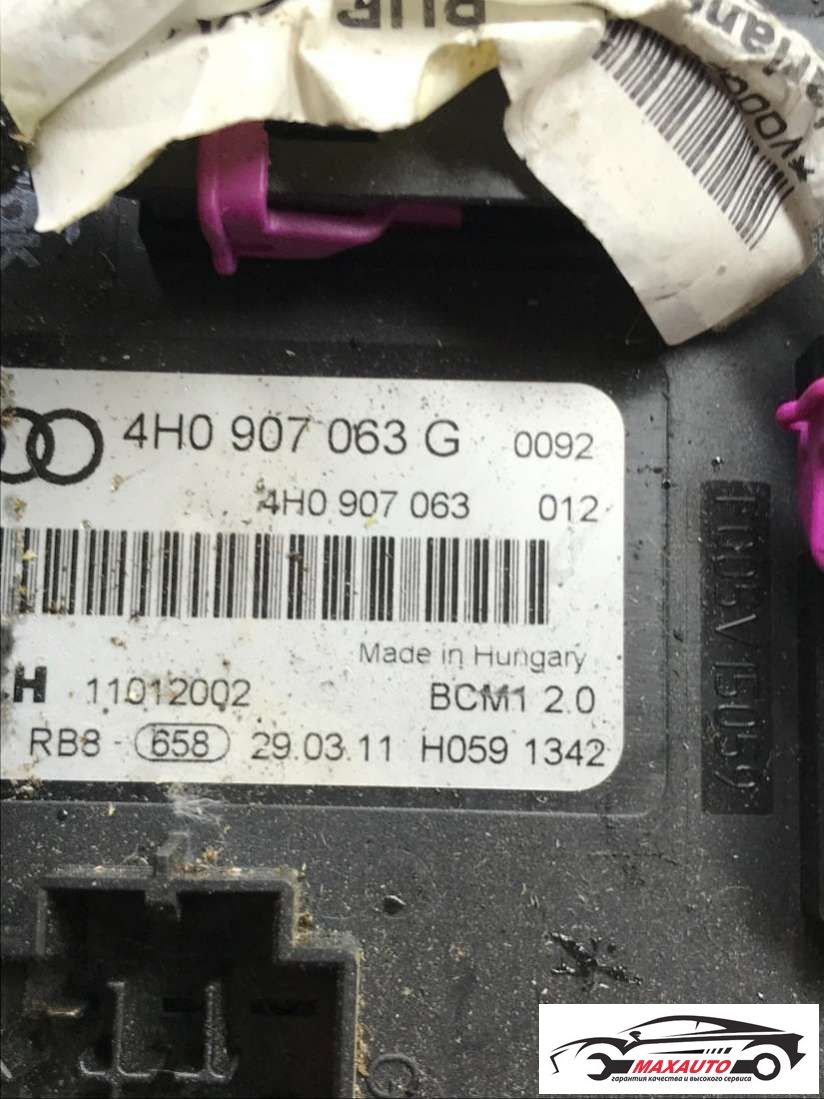 4H0 907 063 G 0092
4H0 907 063 012
Made in Hungary
H 11012002 BCM1 2.0
RB8 - 658 29.03.11 H059 1342
MAXAUTO
гарантия качества и высокого сервиса